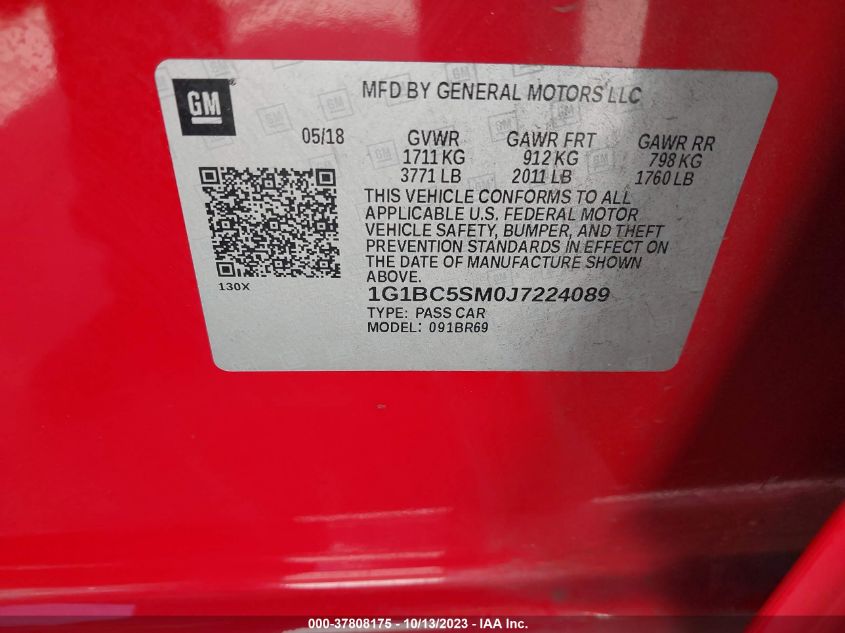 GM
MFD BY GENERAL MOTORS LLC
05/18 GVWR GAWR FRT GAWR RR
1711 KG 912 KG 798 KG
3771 LB 2011 LB 1760 LB
THIS VEHICLE CONFORMS TO ALL
APPLICABLE U.S. FEDERAL MOTOR
VEHICLE SAFETY, BUMPER, AND THEFT
PREVENTION STANDARDS IN EFFECT ON
THE DATE OF MANUFACTURE SHOWN
ABOVE.
130X
1G1BC5SM0J7224089
TYPE: PASS CAR
MODEL: 091BR69
000-37808175 - 10/13/2023 - IAA Inc.